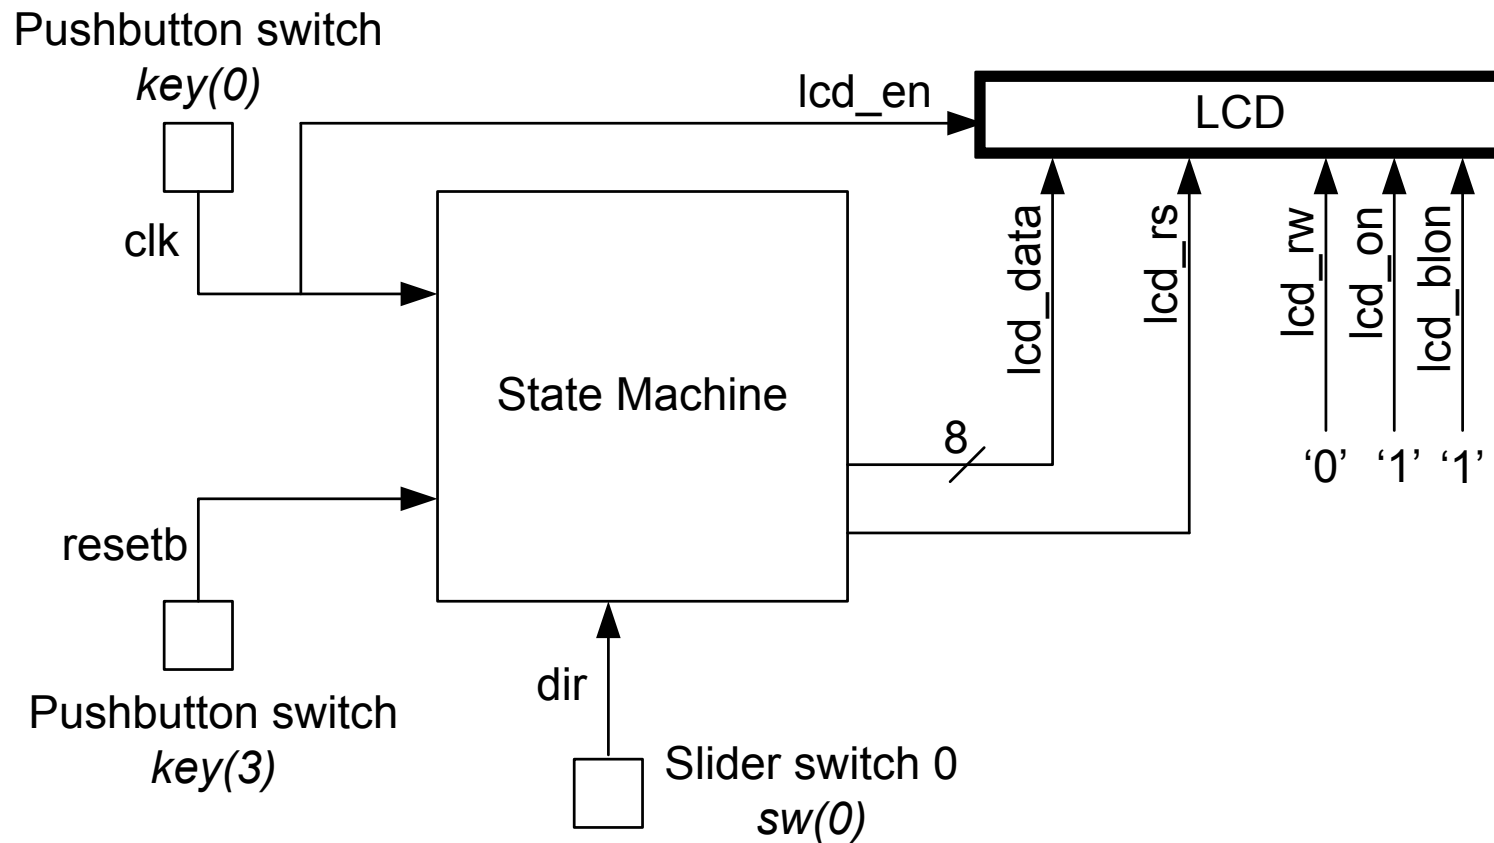 Pushbutton switch
key(0)
lcd_en
LCD
clk
lcd_data
lcd_rs
lcd_rw
lcd_on
lcd_blon
State Machine
8
‘0’ ‘1’ ‘1’
resetb
dir
Pushbutton switch
key(3)
Slider switch 0
sw(0)